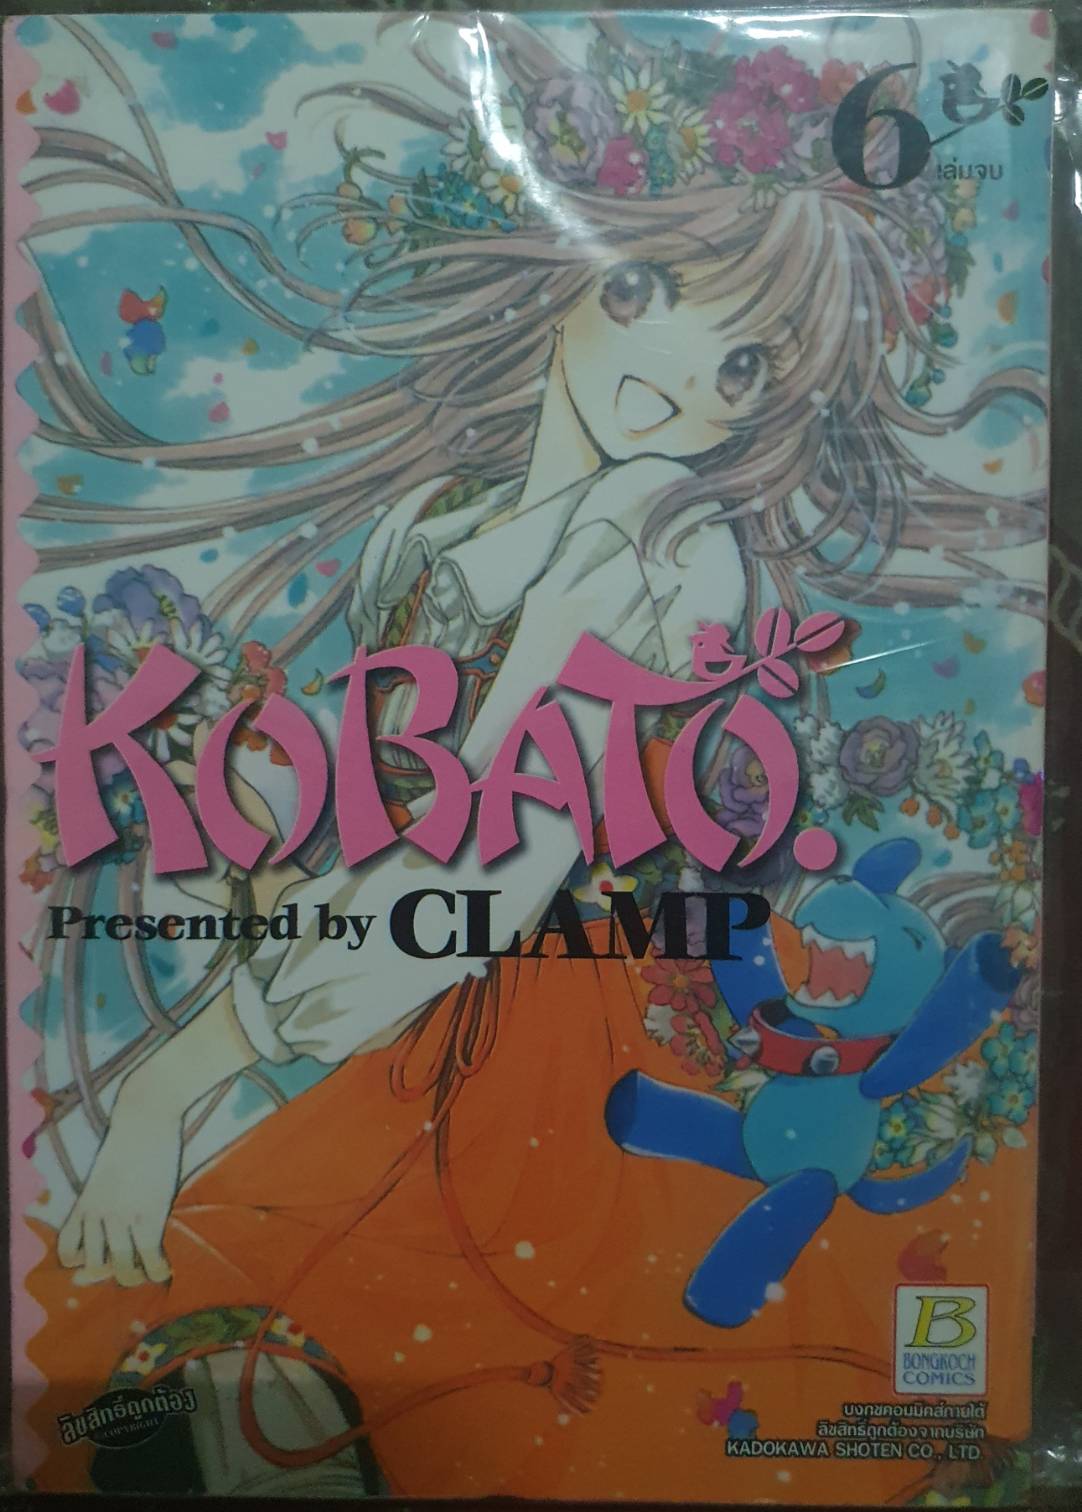 6
เล่มจบ
KOBATO.
Presented by CLAMP
B
BONGKOCH
COMICS
ลิขสิทธิ์ถูกต้อง
COPYRIGHT
บงกชคอมมิคส์ภายใต้
ลิขสิทธิ์ถูกต้องจากบริษัท
KADOKAWA SHOTEN CO., LTD.